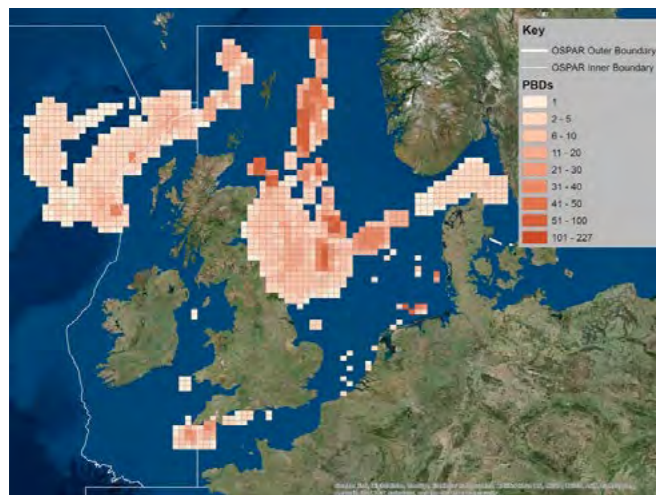 Key
OSPAR Outer Boundary
OSPAR Inner Boundary
PBDs
1
2 - 5
6 - 10
11 - 20
21 - 30
31 - 40
41 - 50
51 - 100
101 - 227